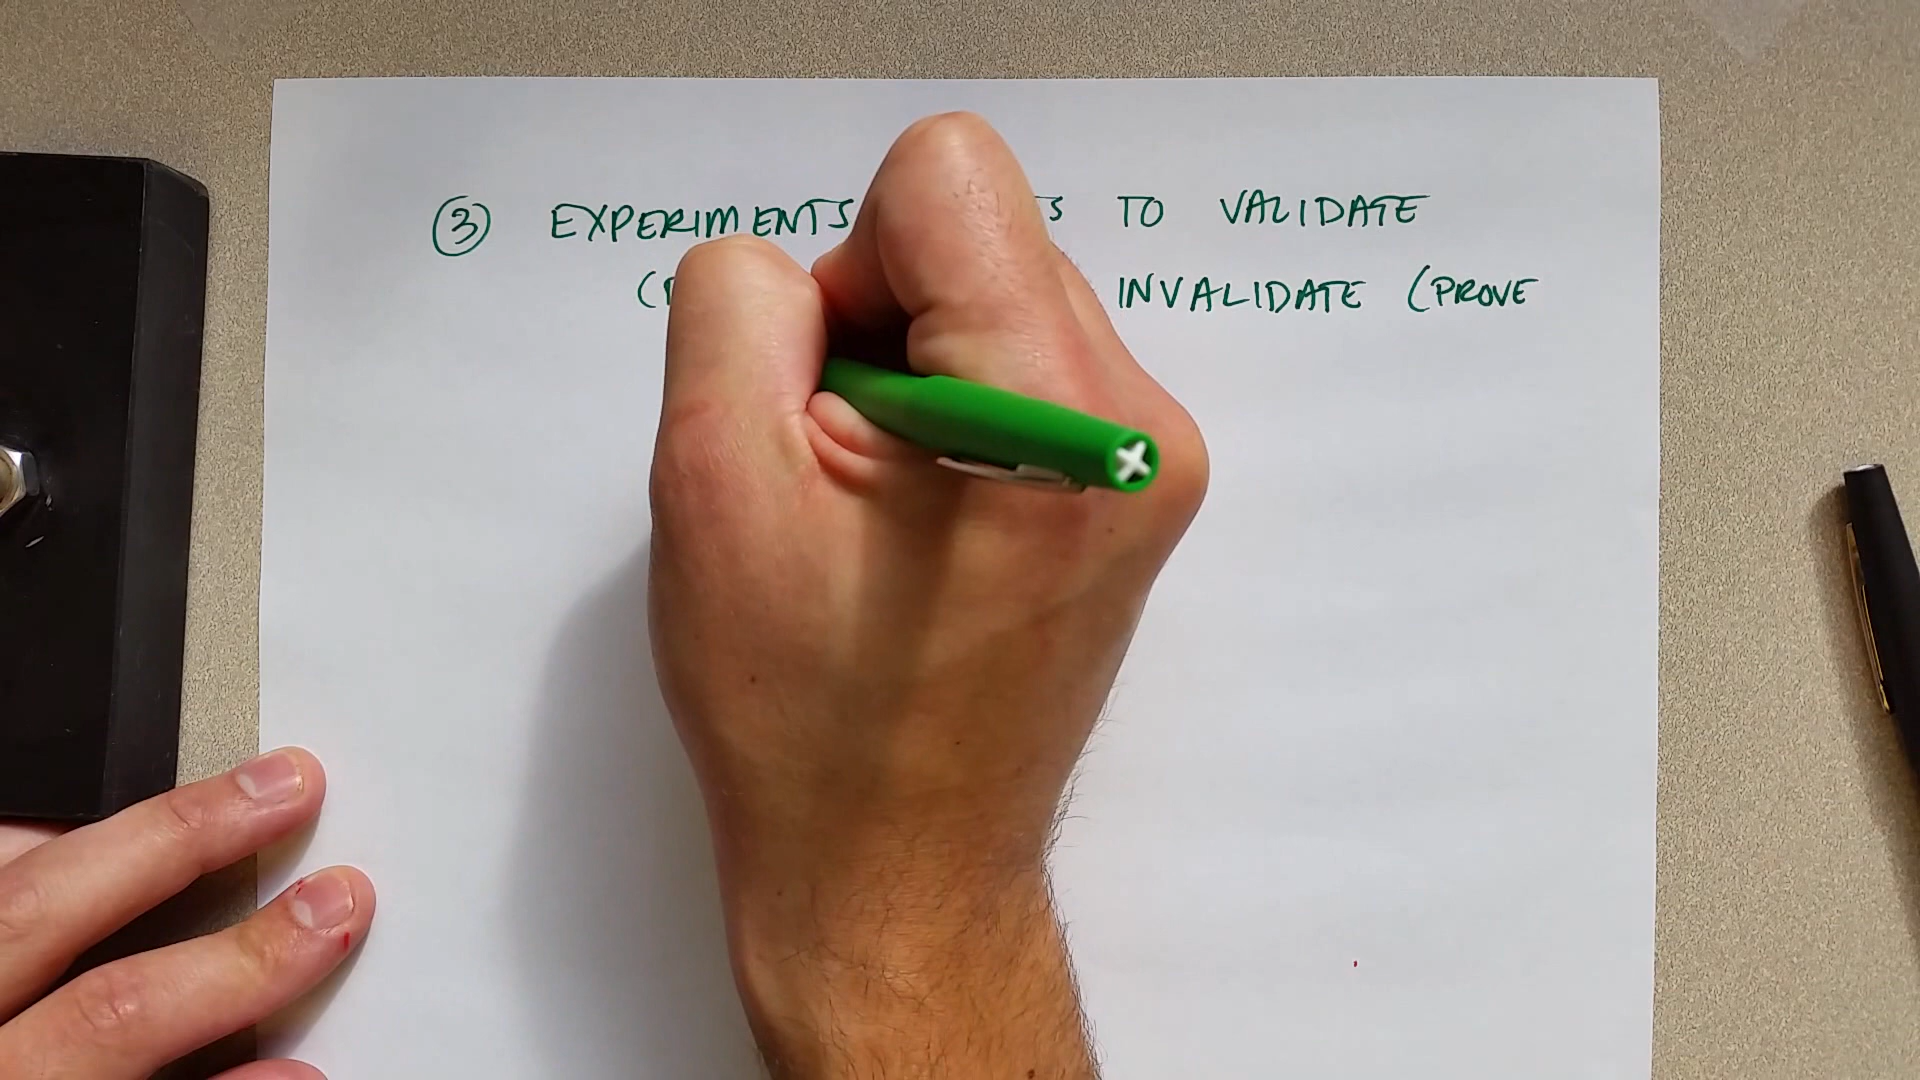 ③ EXPERIMENTS TO VALIDATE
( INVALIDATE (PROVE